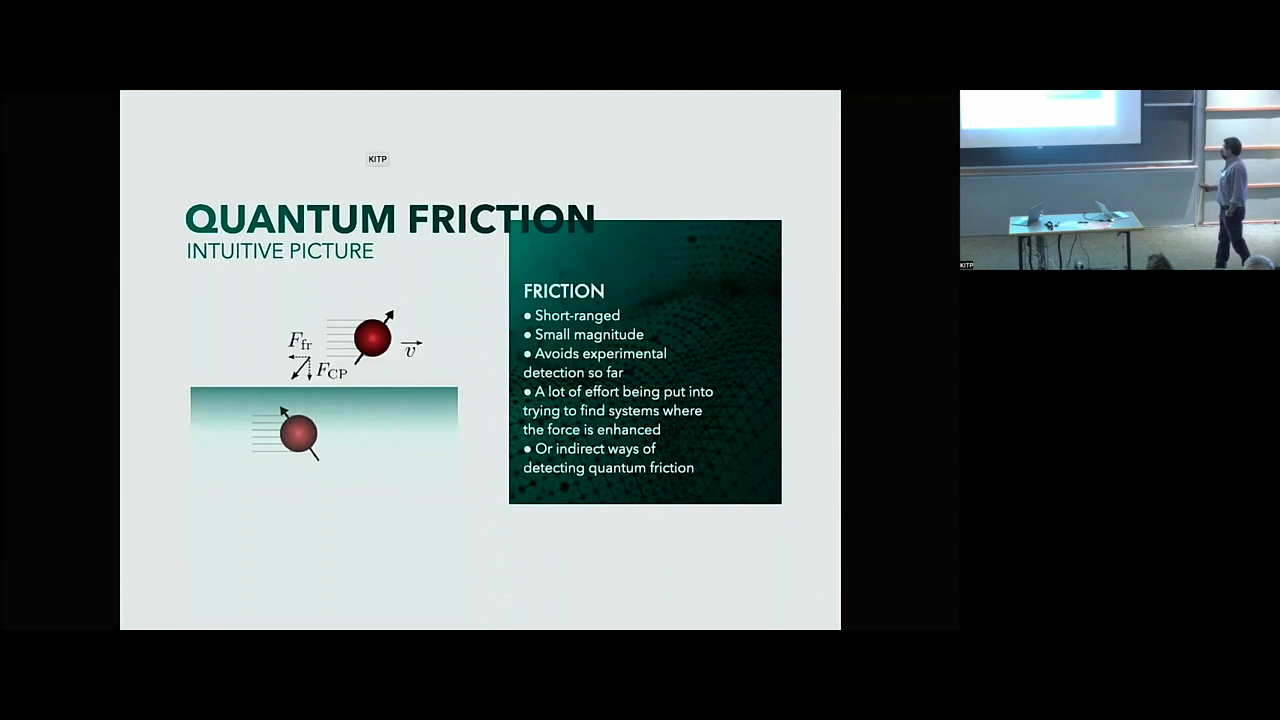 KITP
QUANTUM FRICTION
INTUITIVE PICTURE
F_fr
v
F_CP
FRICTION
● Short-ranged
● Small magnitude
● Avoids experimental
detection so far
● A lot of effort being put into
trying to find systems where
the force is enhanced
● Or indirect ways of
detecting quantum friction
KITP